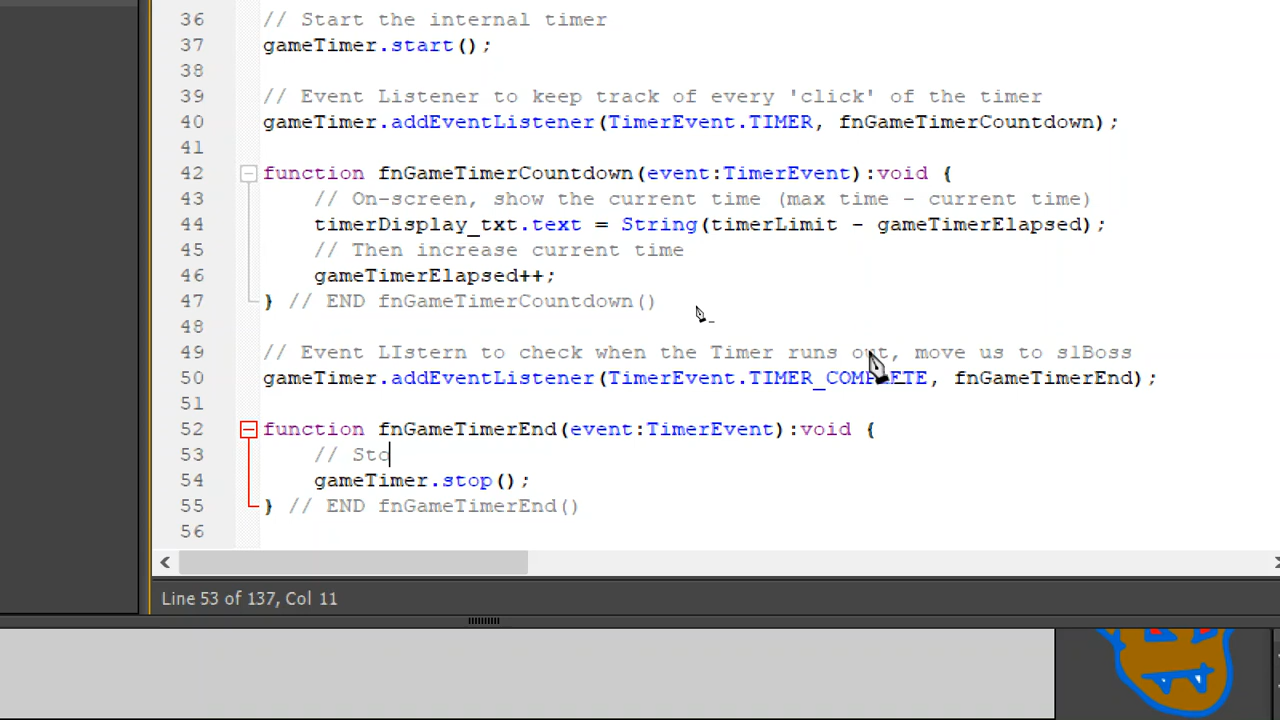 36 // Start the internal timer
37 gameTimer.start();
38
39 // Event Listener to keep track of every 'click' of the timer
40 gameTimer.addEventListener(TimerEvent.TIMER, fnGameTimerCountdown);
41
42 function fnGameTimerCountdown(event:TimerEvent):void {
43 // On-screen, show the current time (max time - current time)
44 timerDisplay_txt.text = String(timerLimit - gameTimerElapsed);
45 // Then increase current time
46 gameTimerElapsed++;
47 } // END fnGameTimerCountdown()
48
49 // Event LIstern to check when the Timer runs out, move us to slBoss
50 gameTimer.addEventListener(TimerEvent.TIMER_COMPLETE, fnGameTimerEnd);
51
52 function fnGameTimerEnd(event:TimerEvent):void {
53 // Sto
54 gameTimer.stop();
55 } // END fnGameTimerEnd()
56
Line 53 of 137, Col 11